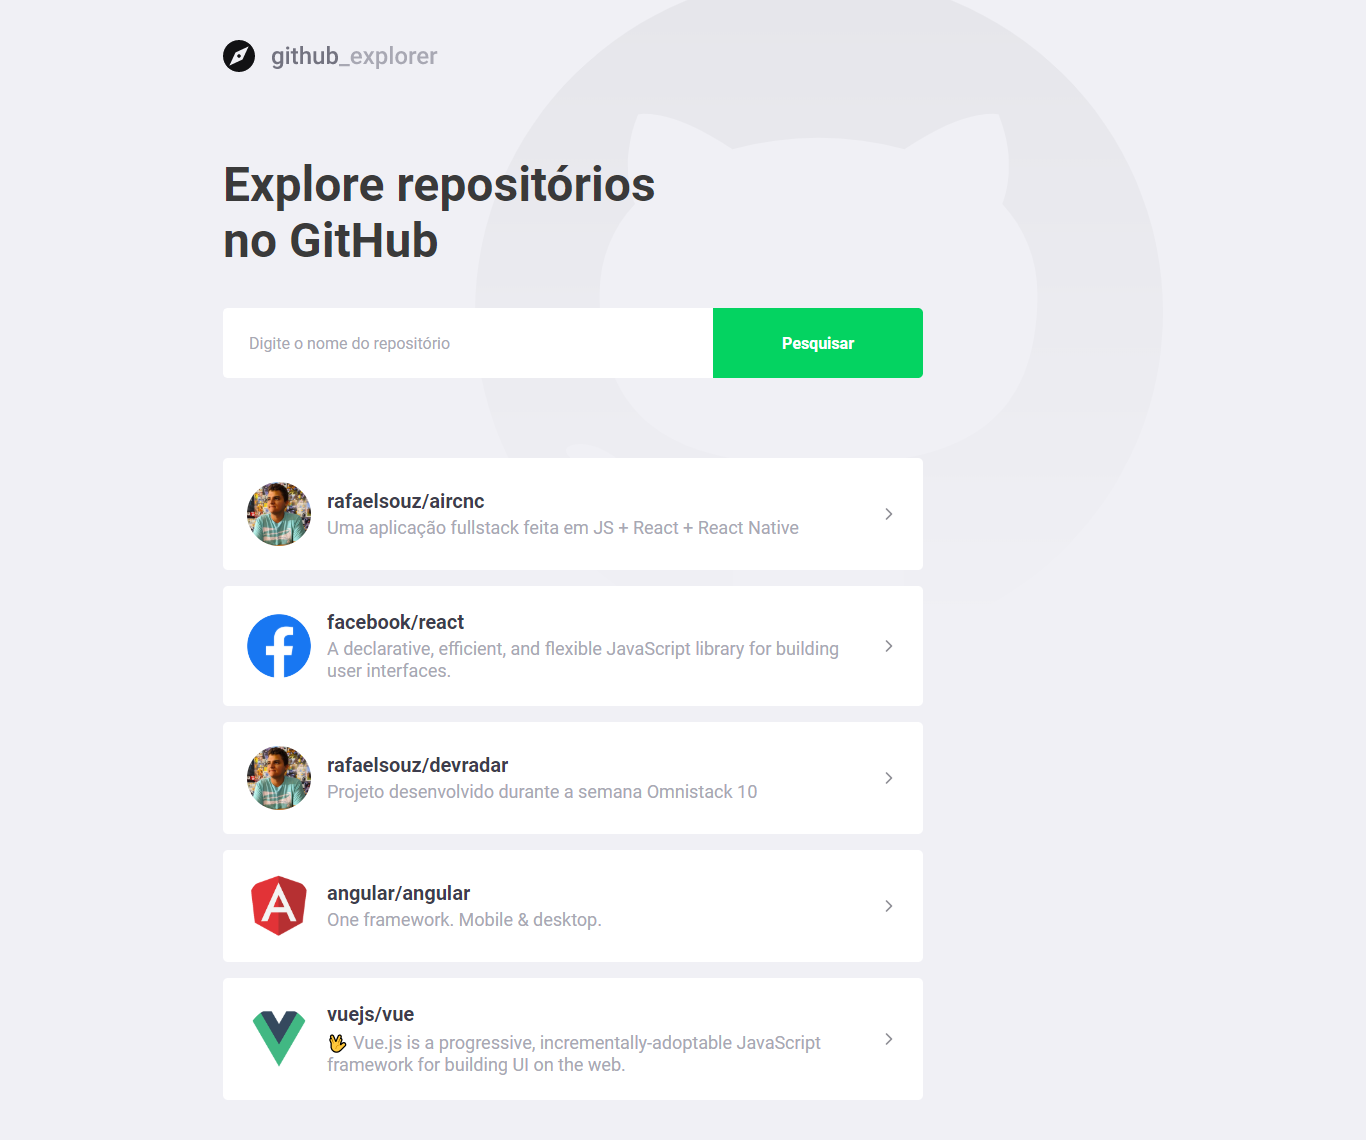 github_explorer
Explore repositórios
no GitHub
Digite o nome do repositório
Pesquisar
rafaelsouz/aircnc
Uma aplicação fullstack feita em JS + React + React Native
facebook/react
A declarative, efficient, and flexible JavaScript library for building
user interfaces.
rafaelsouz/devradar
Projeto desenvolvido durante a semana Omnistack 10
angular/angular
One framework. Mobile & desktop.
vuejs/vue
🖖 Vue.js is a progressive, incrementally-adoptable JavaScript
framework for building UI on the web.